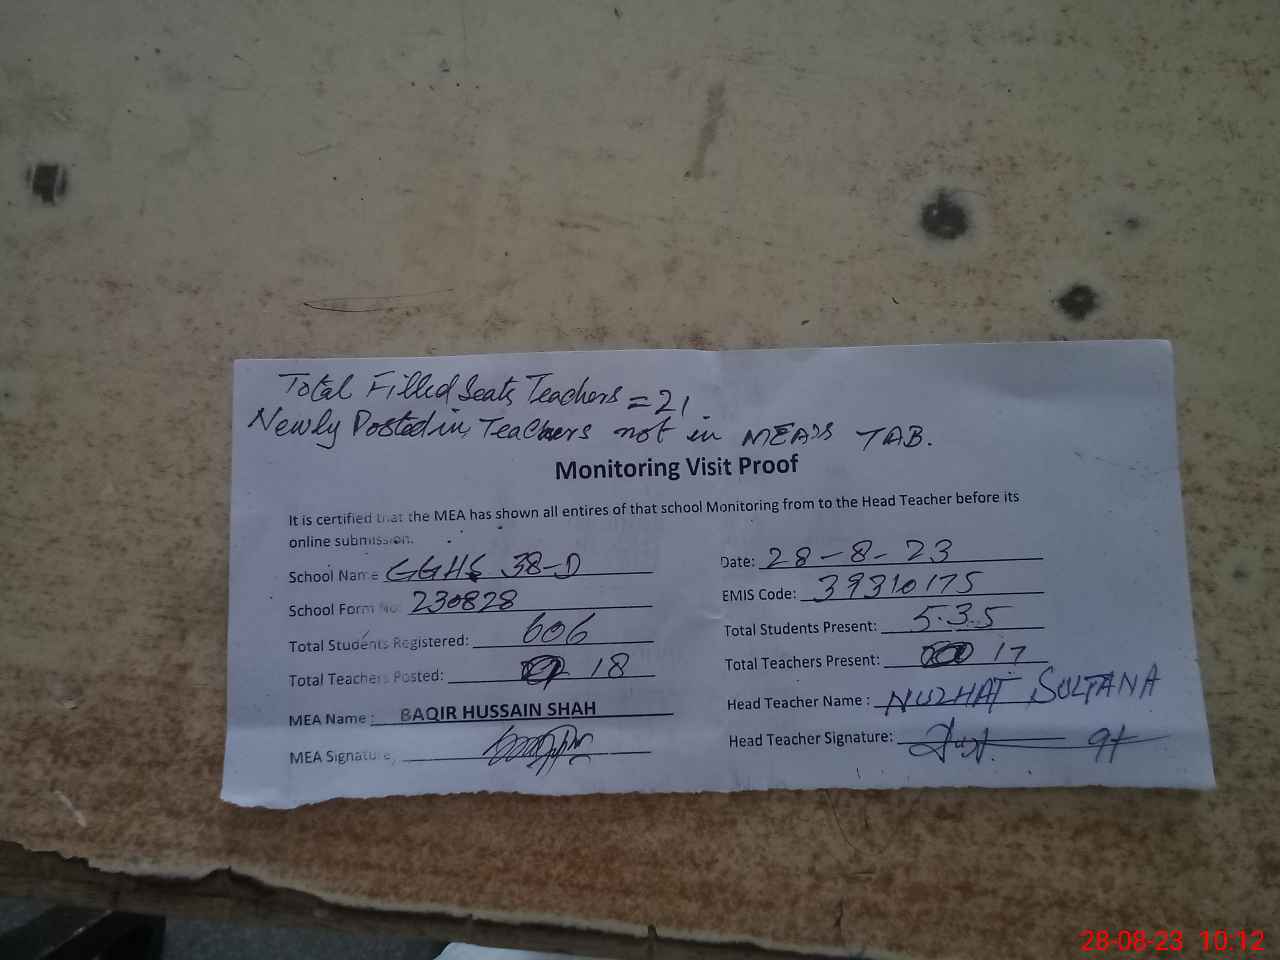 Total Filled Seats Teachers = 21.
Newly Posted in Teachers not in MEA's TAB.
Monitoring Visit Proof
It is certified that the MEA has shown all entires of that school Monitoring from to the Head Teacher before its
online submission.
School Name GGHS 38-D
Date: 28-8-23
School Form No: 230828
EMIS Code: 39310175
Total Students Registered: 606
Total Students Present: 535
Total Teachers Posted: 18
Total Teachers Present: 17
MEA Name: BAQIR HUSSAIN SHAH
Head Teacher Name: NUZHAT SULTANA
MEA Signature
Head Teacher Signature:
28-08-23 10:12